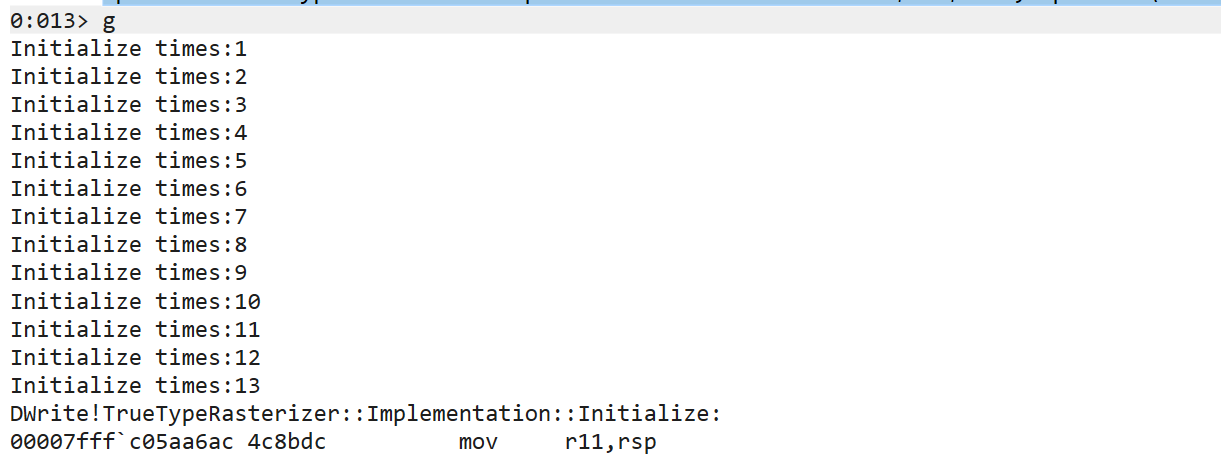 0:013> g
Initialize times:1
Initialize times:2
Initialize times:3
Initialize times:4
Initialize times:5
Initialize times:6
Initialize times:7
Initialize times:8
Initialize times:9
Initialize times:10
Initialize times:11
Initialize times:12
Initialize times:13
DWrite!TrueTypeRasterizer::Implementation::Initialize:
00007fff`c05aa6ac 4c8bdc          mov     r11,rsp